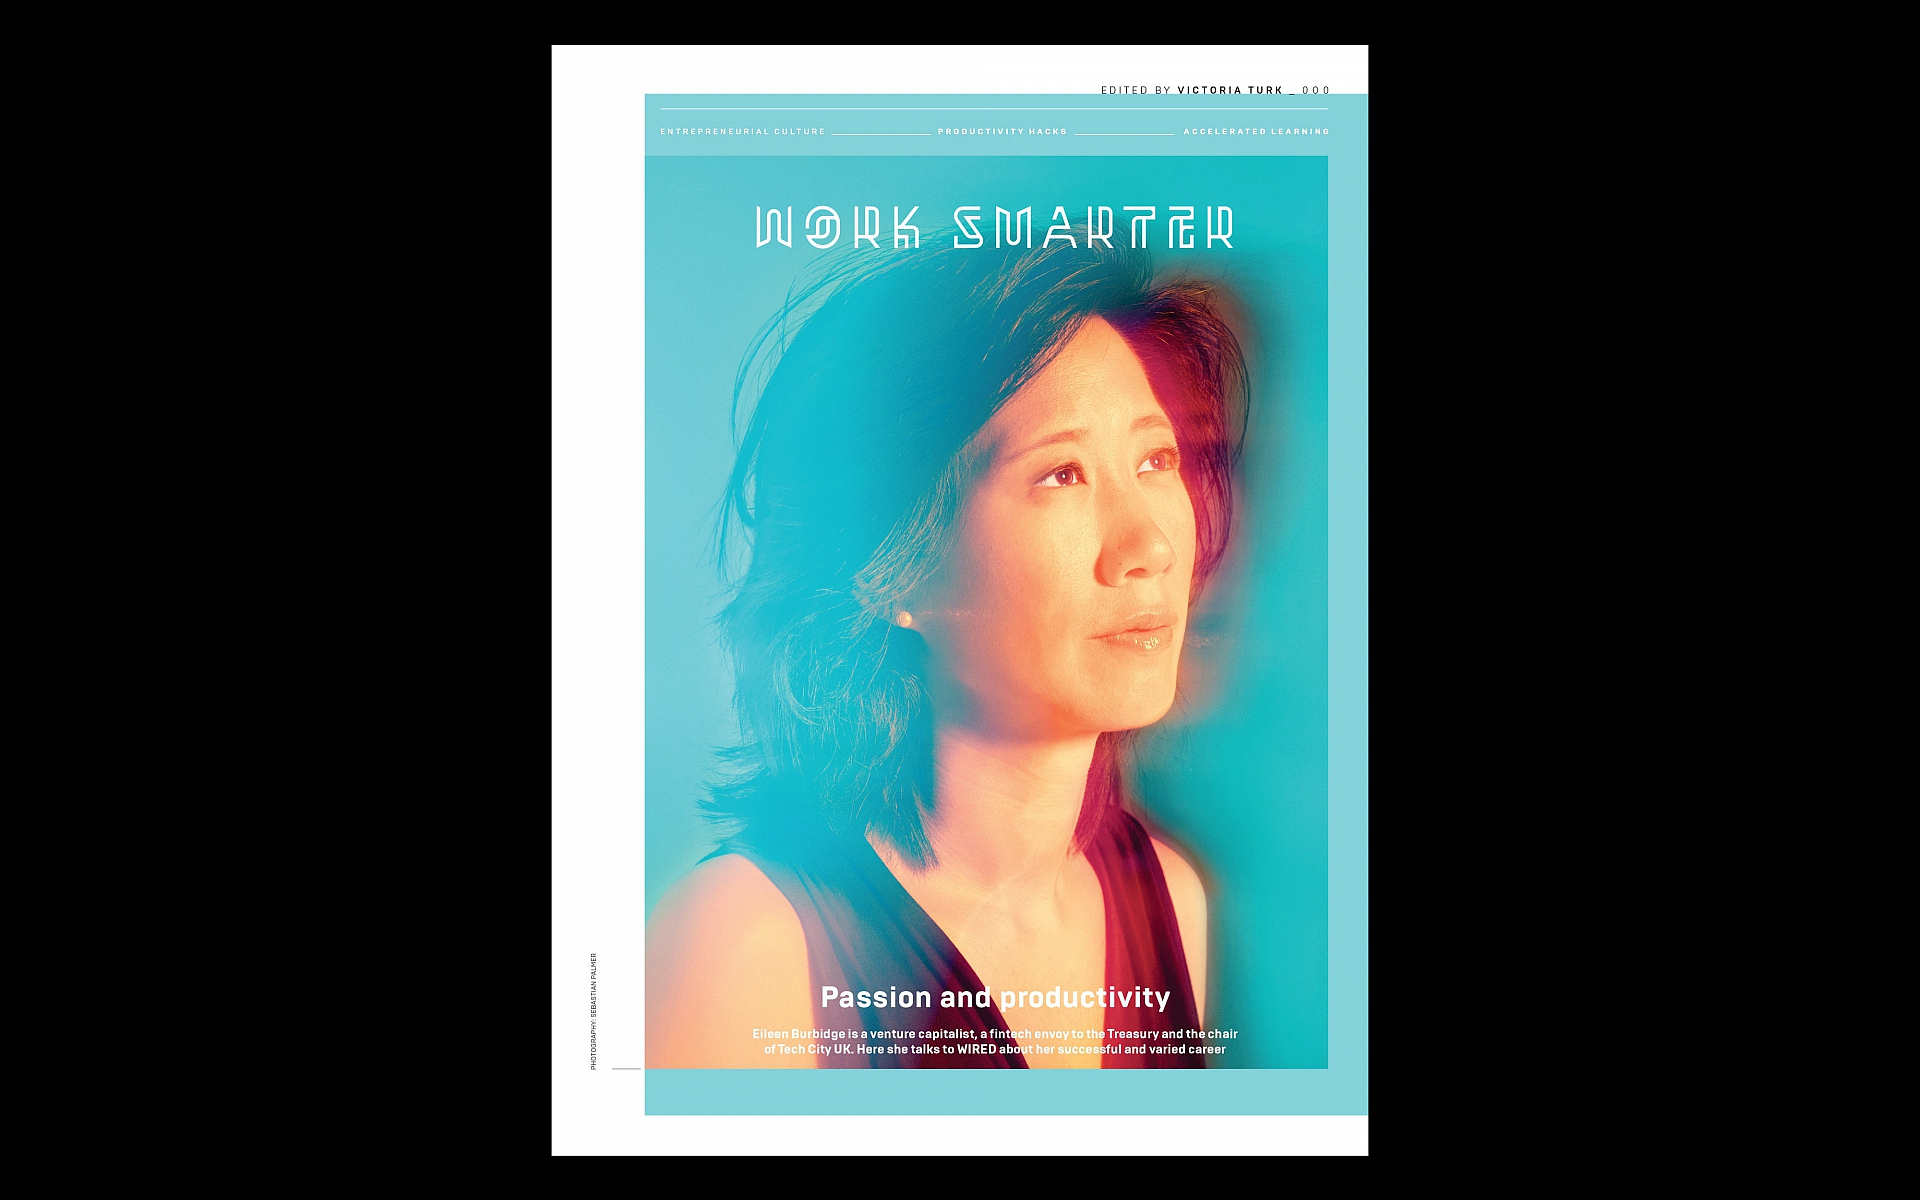 EDITED BY VICTORIA TURK _ 000
ENTREPRENEURIAL CULTURE PRODUCTIVITY HACKS ACCELERATED LEARNING
WORK SMARTER
Passion and productivity
Eileen Burbidge is a venture capitalist, a fintech envoy to the Treasury and the chair
of Tech City UK. Here she talks to WIRED about her successful and varied career
PHOTOGRAPHY: SEBASTIAN PALMER